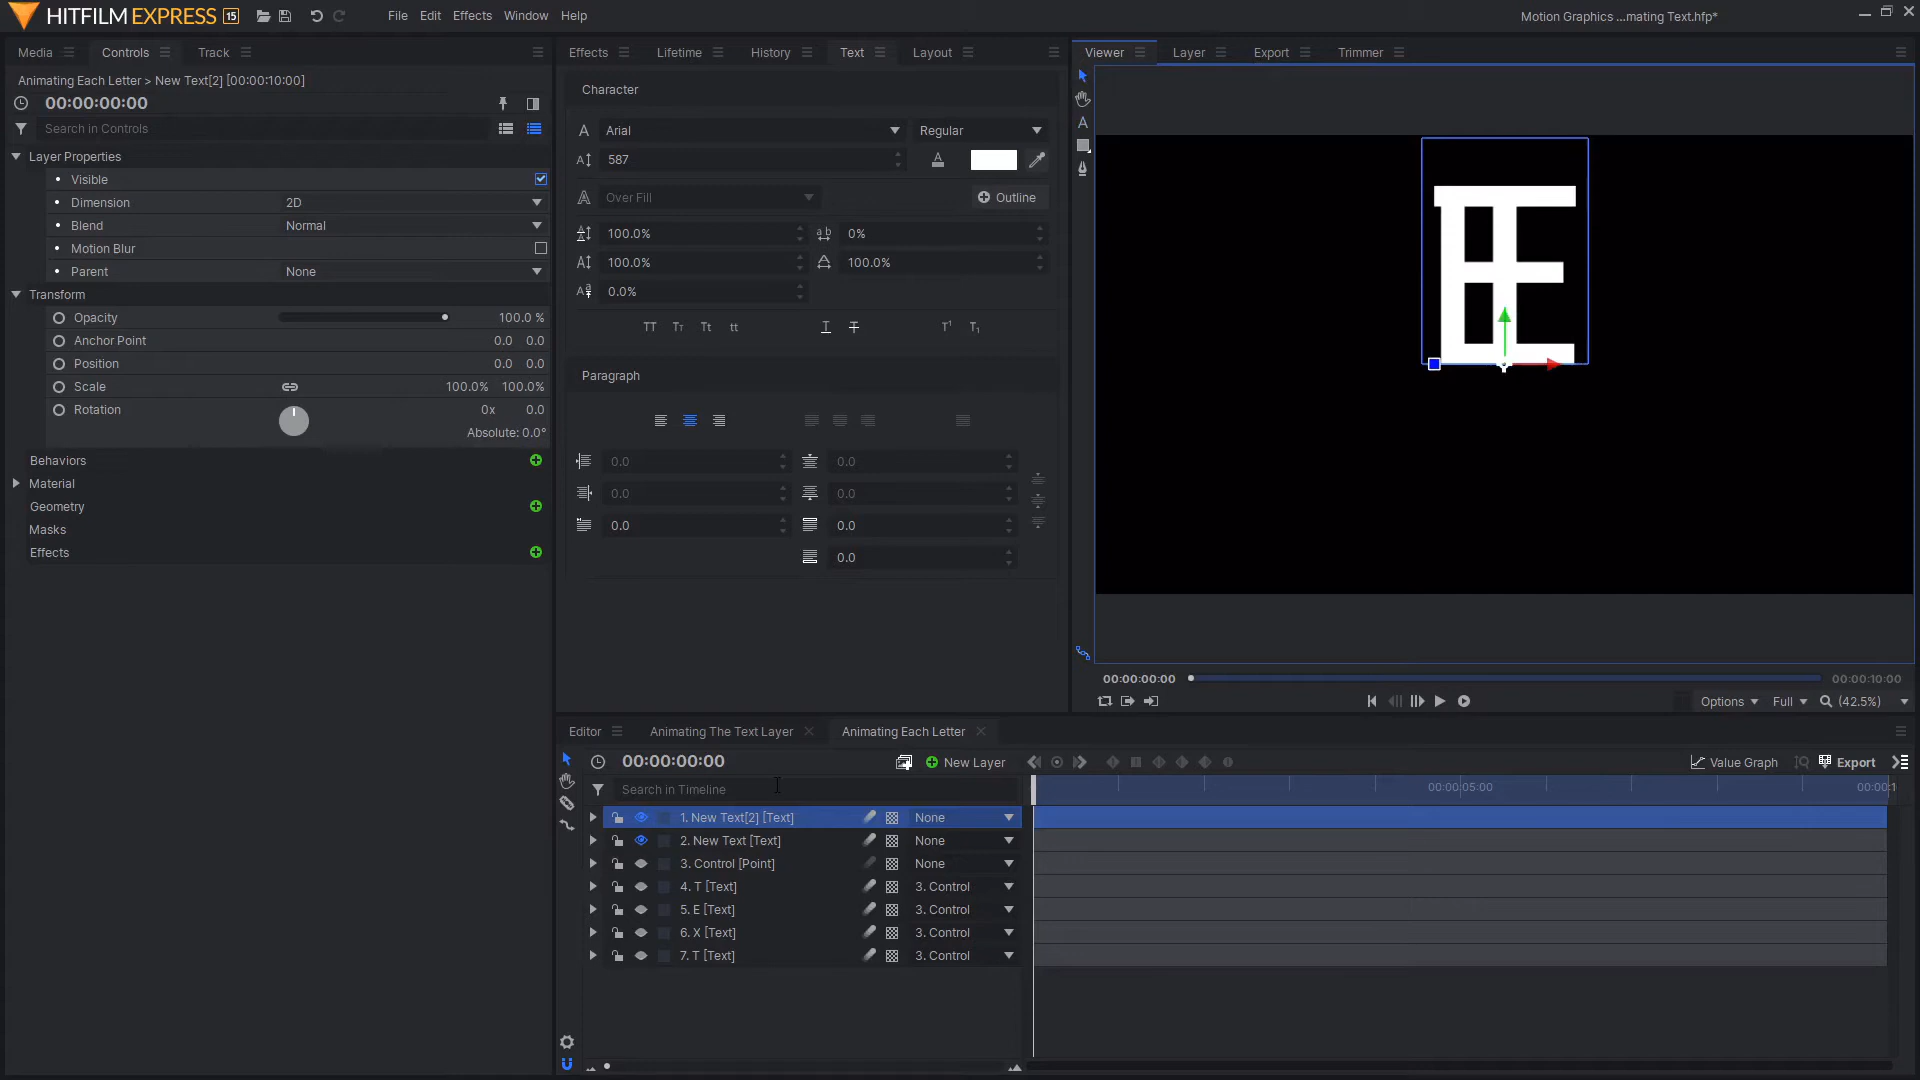 HITFILM EXPRESS 15 File Edit Effects Window Help Motion Graphics ...mating Text.hfp*
Media Controls Track
Animating Each Letter > New Text[2] [00:00:10:00]
00:00:00:00
Search in Controls
Layer Properties
Visible
Dimension 2D
Blend Normal
Motion Blur
Parent None
Transform
Opacity 100.0 %
Anchor Point 0.0 0.0
Position 0.0 0.0
Scale 100.0% 100.0%
Rotation 0x 0.0
Absolute: 0.0°
Behaviors
Material
Geometry
Masks
Effects
Effects Lifetime History Text Layout
Character
Arial Regular
587
Over Fill Outline
100.0% 0%
100.0% 100.0%
0.0%
TT Tт Tt tt T T T¹ T₁
Paragraph
0.0 0.0
0.0 0.0
0.0 0.0
0.0
Viewer Layer Export Trimmer
00:00:00:00 00:00:10:00
Options Full (42.5%)
Editor Animating The Text Layer Animating Each Letter
00:00:00:00 New Layer Value Graph Export
Search in Timeline 00:00:05:00 00:00:1
1. New Text[2] [Text] None
2. New Text [Text] None
3. Control [Point] None
4. T [Text] 3. Control
5. E [Text] 3. Control
6. X [Text] 3. Control
7. T [Text] 3. Control